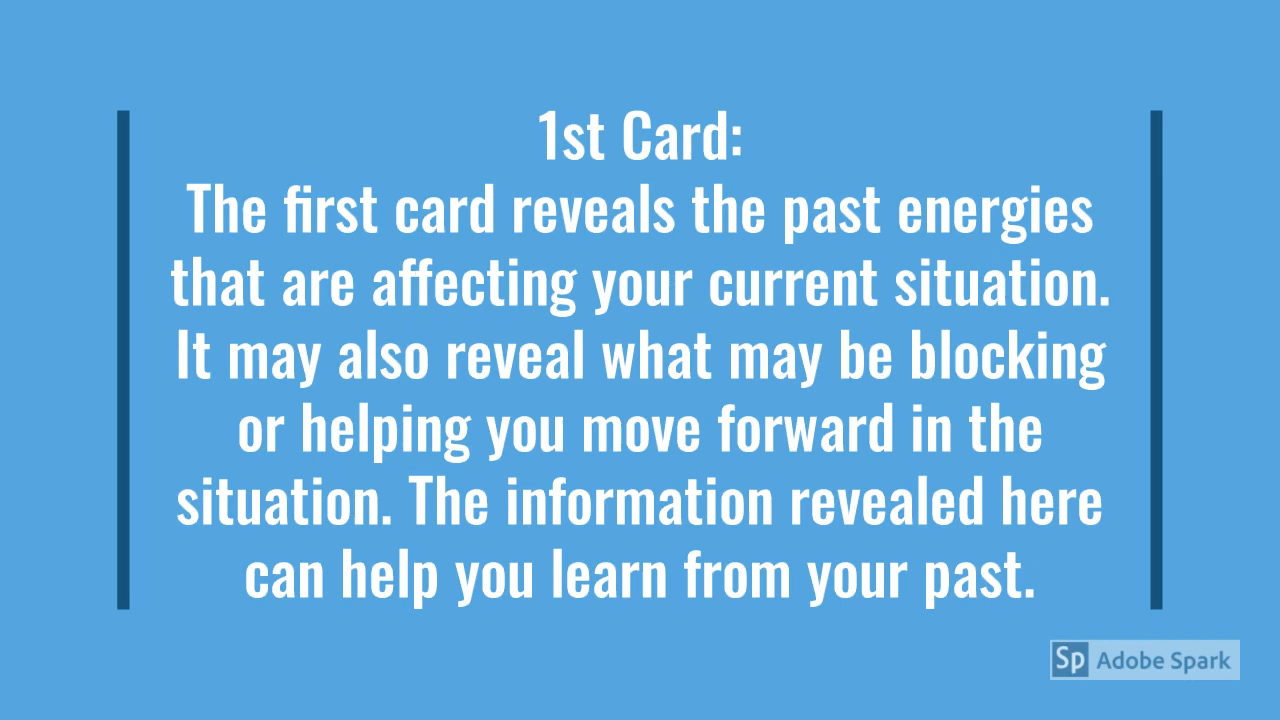 1st Card:
The first card reveals the past energies
that are affecting your current situation.
It may also reveal what may be blocking
or helping you move forward in the
situation. The information revealed here
can help you learn from your past.
Sp Adobe Spark